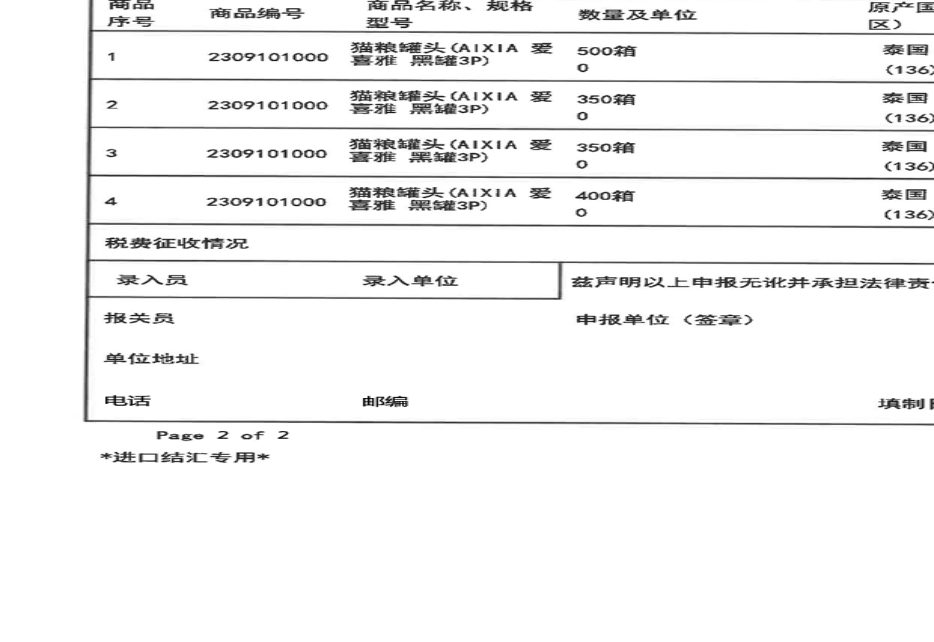 商品 商品编号 商品名称、规格 数量及单位 原产国
序号 型号 区）
1 2309101000 猫粮罐头(AIXIA 爱 500箱 泰国
喜雅 黑罐3P) 0 (136)
2 2309101000 猫粮罐头(AIXIA 爱 350箱 泰国
喜雅 黑罐3P) 0 (136)
3 2309101000 猫粮罐头(AIXIA 爱 350箱 泰国
喜雅 黑罐3P) 0 (136)
4 2309101000 猫粮罐头(AIXIA 爱 400箱 泰国
喜雅 黑罐3P) 0 (136)
税费征收情况
录入员 录入单位 兹声明以上申报无讹并承担法律责
报关员 申报单位（签章）
单位地址
电话 邮编 填制
Page 2 of 2
*进口结汇专用*